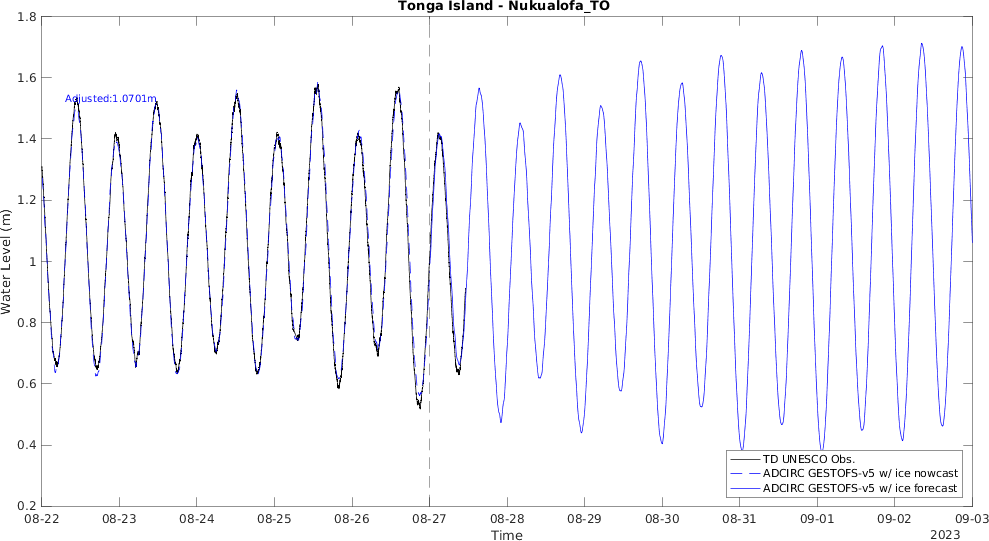 Tonga Island - Nukualofa_TO
1.8
1.6
1.4
1.2
1
0.8
0.6
0.4
0.2
Water Level (m)
Adjusted:1.0701m
TD UNESCO Obs.
ADCIRC GESTOFS-v5 w/ ice nowcast
ADCIRC GESTOFS-v5 w/ ice forecast
08-22 08-23 08-24 08-25 08-26 08-27 08-28 08-29 08-30 08-31 09-01 09-02 09-03
Time
2023